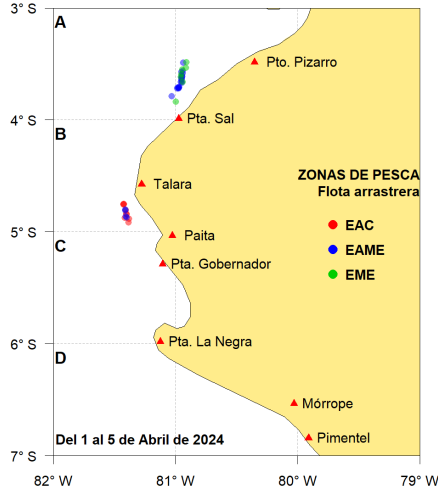 3° S
A
Pto. Pizarro
4° S
Pta. Sal
B
ZONAS DE PESCA
Flota arrastrera
Talara
EAC
5° S
Paita
EAME
C
Pta. Gobernador
EME
6° S
Pta. La Negra
D
Mórrope
Del 1 al 5 de Abril de 2024
Pimentel
7° S
82° W
81° W
80° W
79° W